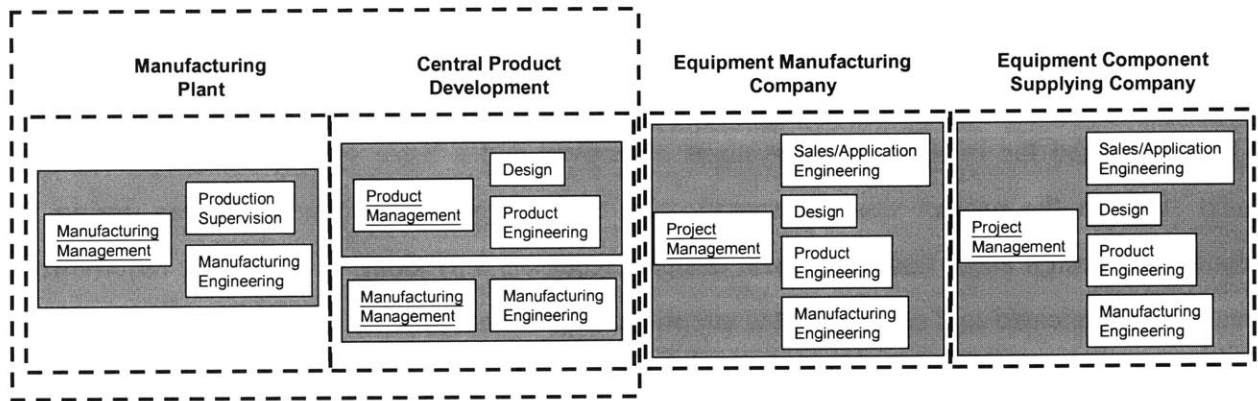 Manufacturing
Plant
Central Product
Development
Equipment Manufacturing
Company
Equipment Component
Supplying Company
Manufacturing
Management
Production
Supervision
Manufacturing
Engineering
Product
Management
Design
Product
Engineering
Manufacturing
Management
Manufacturing
Engineering
Project
Management
Sales/Application
Engineering
Design
Product
Engineering
Manufacturing
Engineering
Project
Management
Sales/Application
Engineering
Design
Product
Engineering
Manufacturing
Engineering